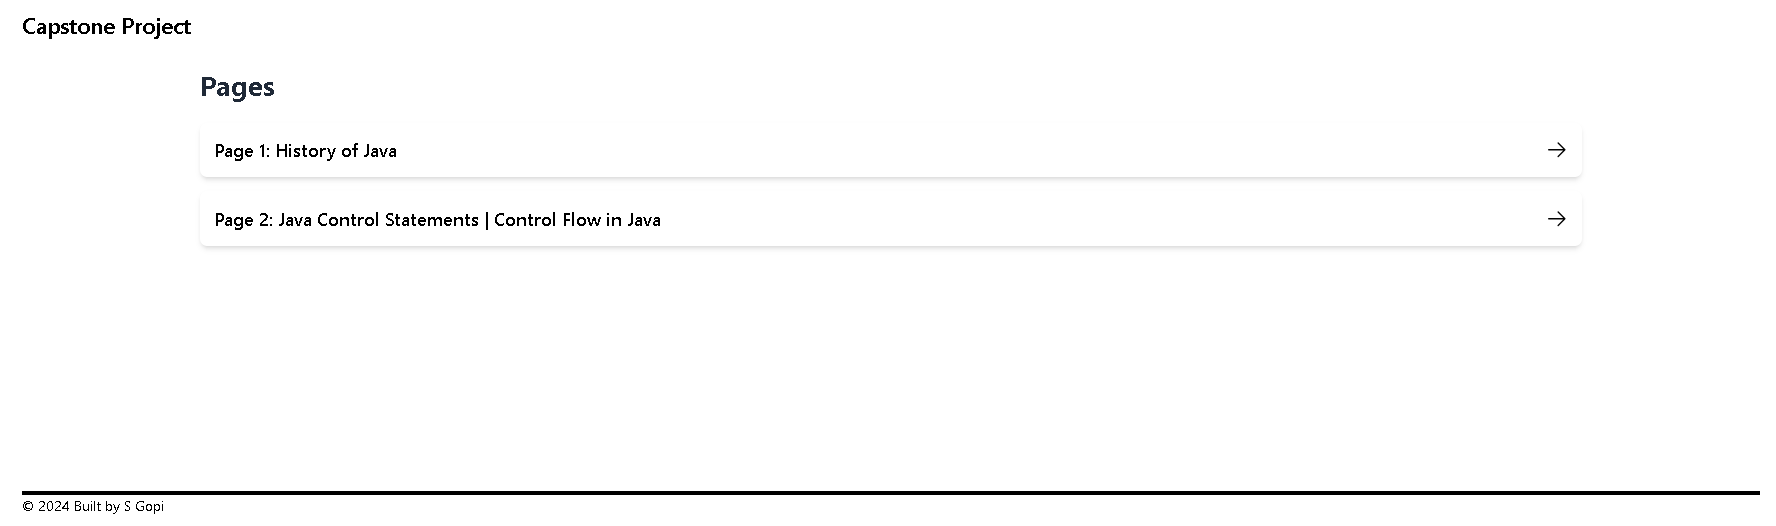 Capstone Project
Pages
Page 1: History of Java
Page 2: Java Control Statements | Control Flow in Java
© 2024 Built by S Gopi